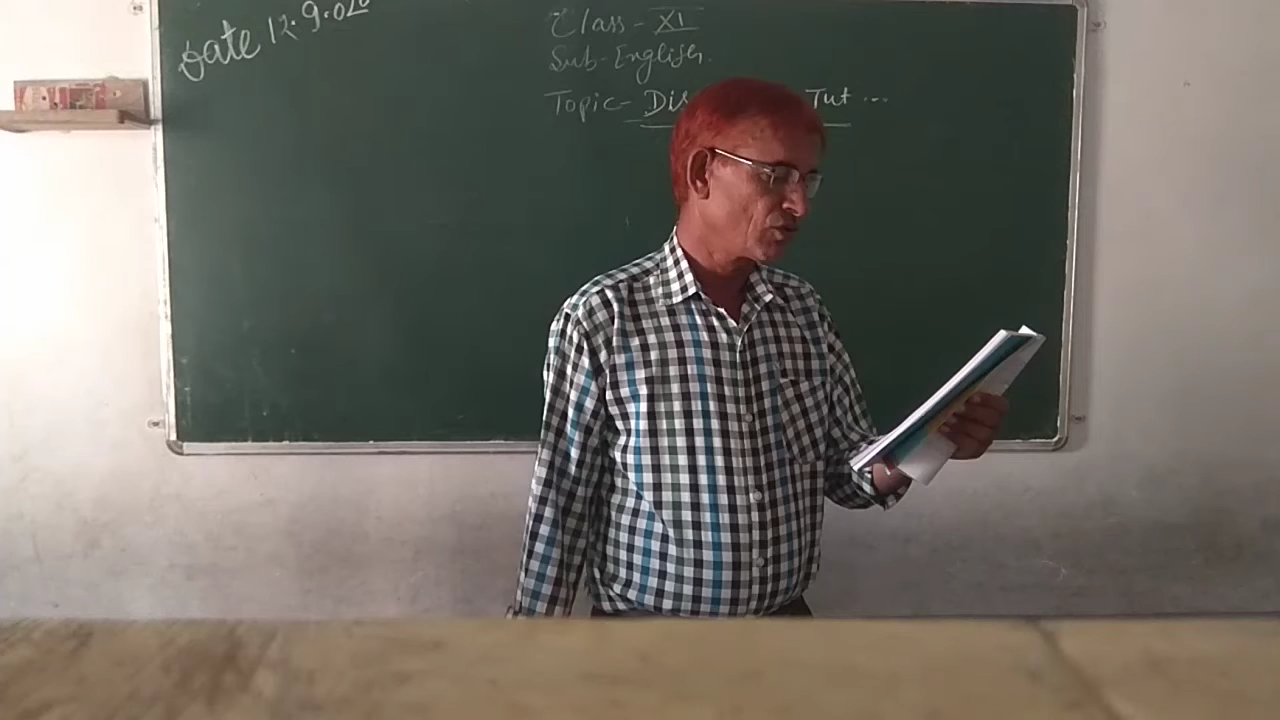 Date 12.9.020
Class - XI
Sub - English.
Topic - Dis Tut ...